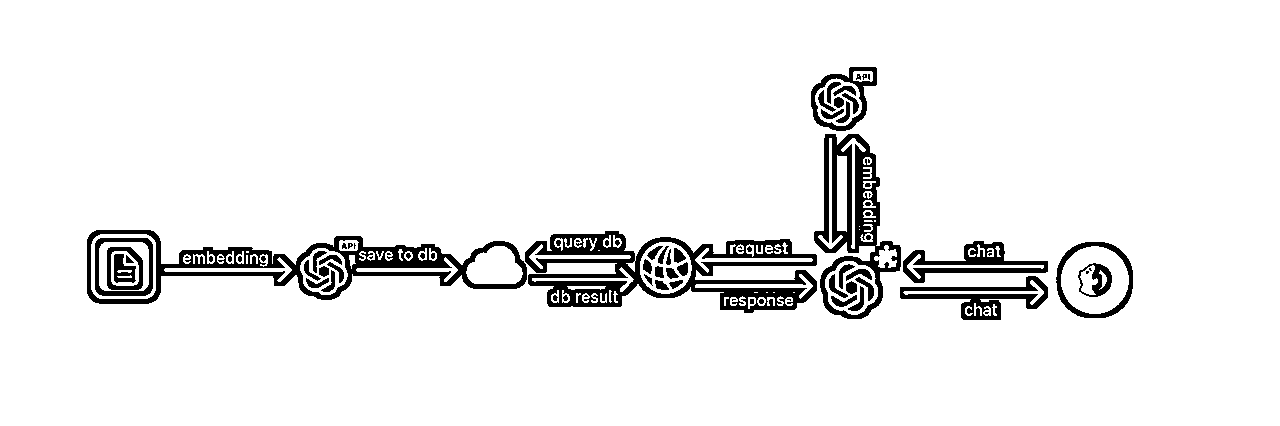 API
embedding
embedding
API
save to db
query db
db result
request
response
chat
chat